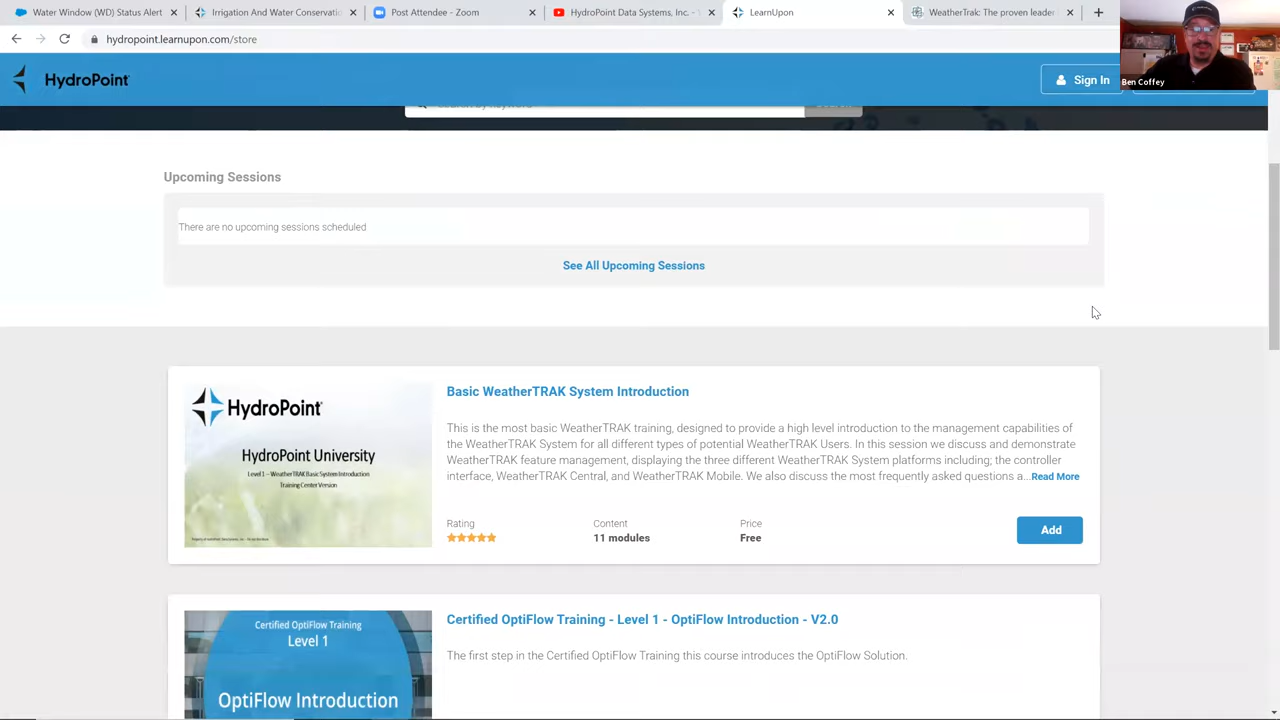 Water Window (WD) Status Alert
Irrigation And Water Conservatio
Post Attendee - Zoom
HydroPoint Data Systems, Inc. -
LearnUpon
WeatherTrak: The proven leader
hydropoint.learnupon.com/store
Ben Coffey
HydroPoint
Sign In
Upcoming Sessions
There are no upcoming sessions scheduled
See All Upcoming Sessions
HydroPoint
HydroPoint University
Level 1 – WeatherTRAK Basic System Introduction
Training Center Version
Basic WeatherTRAK System Introduction
This is the most basic WeatherTRAK training, designed to provide a high level introduction to the management capabilities of
the WeatherTRAK System for all different types of potential WeatherTRAK Users. In this session we discuss and demonstrate
WeatherTRAK feature management, displaying the three different WeatherTRAK System platforms including; the controller
interface, WeatherTRAK Central, and WeatherTRAK Mobile. We also discuss the most frequently asked questions a...Read More
Rating
Content
Price
11 modules
Free
Add
Certified OptiFlow Training
Level 1
OptiFlow Introduction
Certified OptiFlow Training - Level 1 - OptiFlow Introduction - V2.0
The first step in the Certified OptiFlow Training this course introduces the OptiFlow Solution.